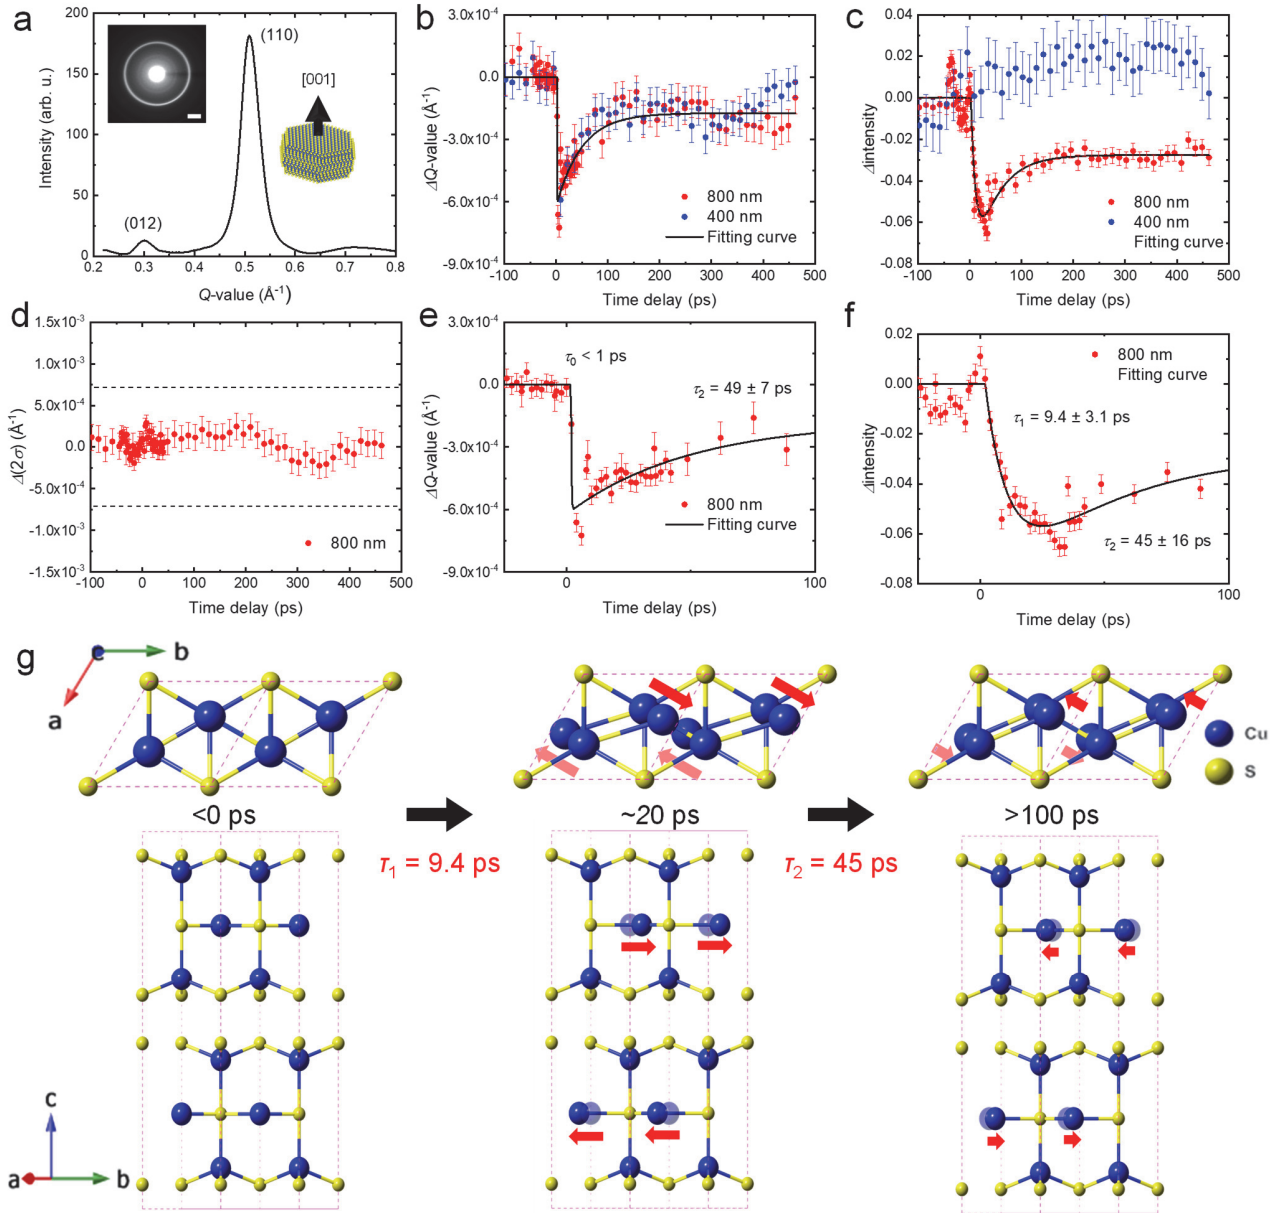 a
200
150
100
50
0
Intensity (arb. u.)
(110)
[001]
(012)
0.2 0.3 0.4 0.5 0.6 0.7 0.8
Q-value (Å⁻¹)
b
3.0x10⁻⁴
0.0
-3.0x10⁻⁴
-6.0x10⁻⁴
-9.0x10⁻⁴
ΔQ-value (Å⁻¹)
800 nm
400 nm
Fitting curve
-100 0 100 200 300 400 500
Time delay (ps)
c
0.04
0.02
0.00
-0.02
-0.04
-0.06
-0.08
Δintensity
800 nm
400 nm
Fitting curve
-100 0 100 200 300 400 500
Time delay (ps)
d
1.5x10⁻³
1.0x10⁻³
5.0x10⁻⁴
0.0
-5.0x10⁻⁴
-1.0x10⁻³
-1.5x10⁻³
Δ(2σ) (Å⁻¹)
800 nm
-100 0 100 200 300 400 500
Time delay (ps)
e
3.0x10⁻⁴
0.0
-3.0x10⁻⁴
-6.0x10⁻⁴
-9.0x10⁻⁴
ΔQ-value (Å⁻¹)
τ₀ < 1 ps
τ₂ = 49 ± 7 ps
800 nm
Fitting curve
0 100
Time delay (ps)
f
0.02
0.00
-0.02
-0.04
-0.06
-0.08
Δintensity
800 nm
Fitting curve
τ₁ = 9.4 ± 3.1 ps
τ₂ = 45 ± 16 ps
0 100
Time delay (ps)
g
c b
a
Cu
S
<0 ps ~20 ps >100 ps
τ₁ = 9.4 ps τ₂ = 45 ps
c
a b